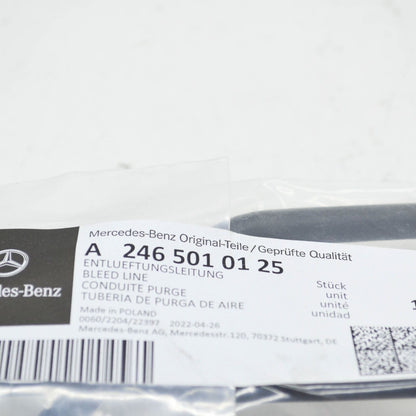 Mercedes-Benz Original-Teile / Geprüfte Qualität
A 246 501 01 25
ENTLUEFTUNGSLEITUNG
BLEED LINE
CONDUITE PURGE
TUBERIA DE PURGA DE AIRE
Stück
unit
unité
unidad
1
des-Benz
Made in POLAND
0060/2204/22397 2022-04-26
Mercedes-Benz AG, Mercedesstr.120, 70372 Stuttgart, DE